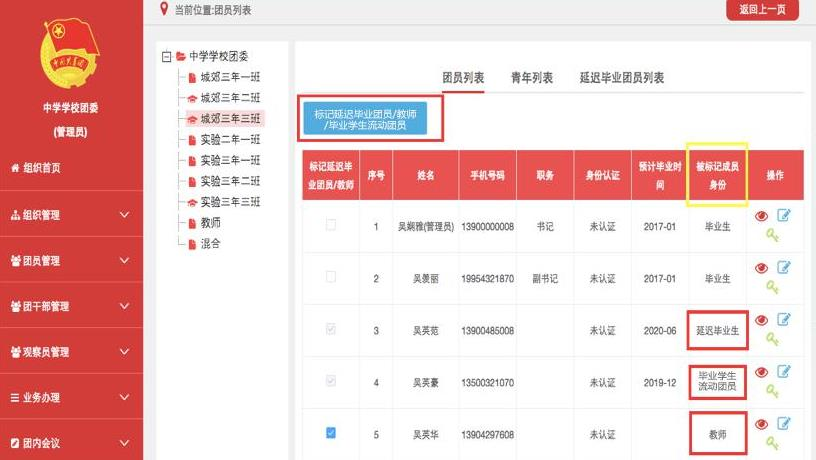 当前位置:团员列表
返回上一页
中国共青团
中学学校团委
(管理员)
组织首页
组织管理
团员管理
团干部管理
观察员管理
业务办理
团内会议
中学学校团委
城郊三年一班
城郊三年二班
城郊三年三班
实验二年一班
实验三年一班
实验三年二班
实验三年三班
教师
混合
团员列表 青年列表 延迟毕业团员列表
标记延迟毕业团员/教师
/毕业学生流动团员
标记延迟毕业团员/教师 序号 姓名 手机号码 职务 身份认证 预计毕业时间 被标记成员身份 操作
1 吴娴雅(管理员) 13900000008 书记 未认证 2017-01 毕业生
2 吴羡丽 19954321870 副书记 未认证 2017-01 毕业生
3 吴英范 13900485008 未认证 2020-06 延迟毕业生
4 吴英豪 13500321070 未认证 2019-12 毕业学生流动团员
5 吴英华 13904297608 未认证 教师